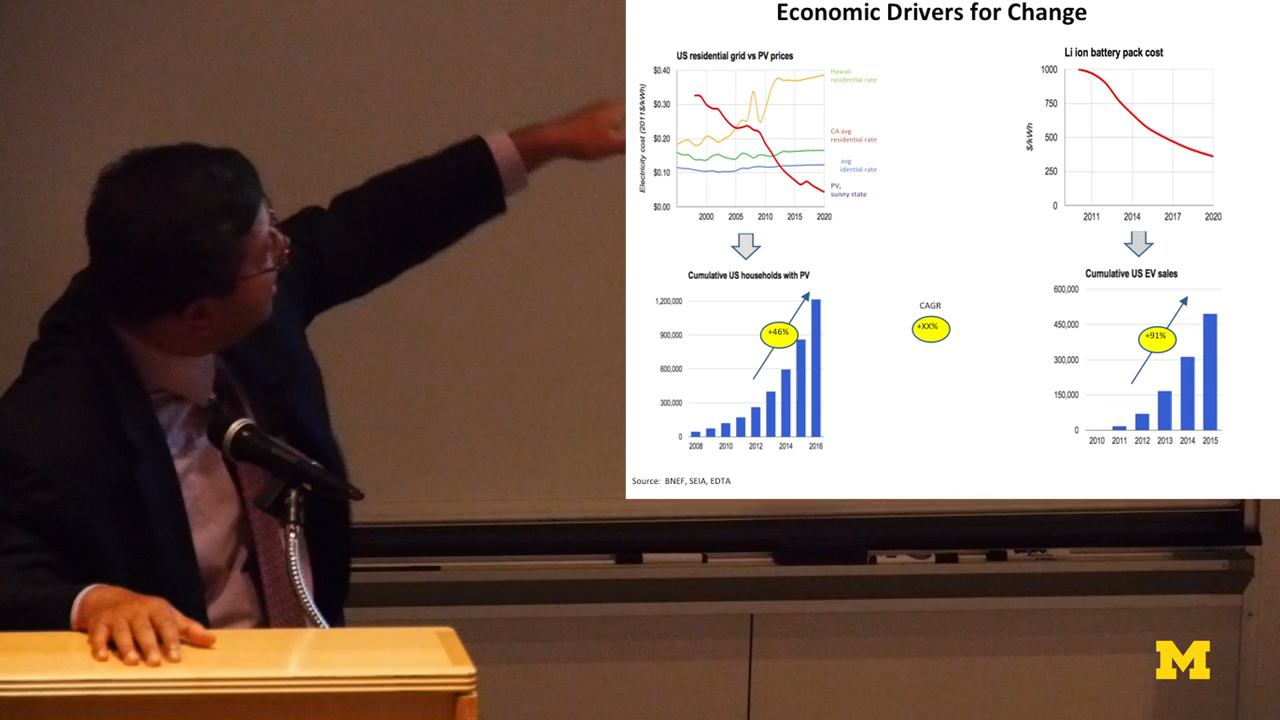 Economic Drivers for Change
US residential grid vs PV prices
Electricity cost (2011$/kWh)
$0.40
$0.30
$0.20
$0.10
$0.00
2000 2005 2010 2015 2020
Hawaii
residential rate
CA avg
residential rate
avg
idential rate
PV,
sunny state
Li ion battery pack cost
$/kWh
1000
750
500
250
0
2011 2014 2017 2020
Cumulative US households with PV
1,200,000
900,000
600,000
300,000
0
+46%
2008 2010 2012 2014 2016
CAGR
+XX%
Cumulative US EV sales
600,000
450,000
300,000
150,000
0
+91%
2010 2011 2012 2013 2014 2015
Source: BNEF, SEIA, EDTA
M